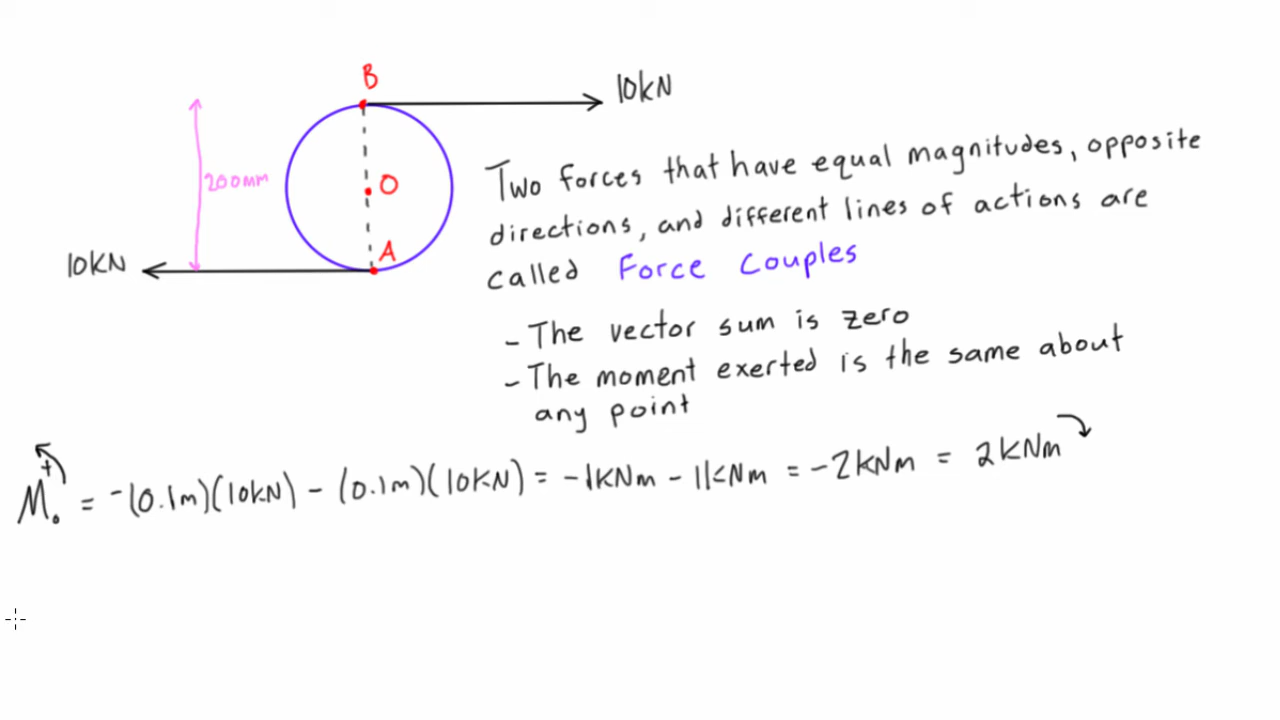 B
10kN
200mm
O
A
10KN
Two forces that have equal magnitudes, opposite
directions, and different lines of actions are
called Force Couples
- The vector sum is zero
- The moment exerted is the same about
any point
+
M₀ = -(0.1m)(10kN) - (0.1m)(10KN) = -1KNm - 1KNm = -2KNm = 2KNm